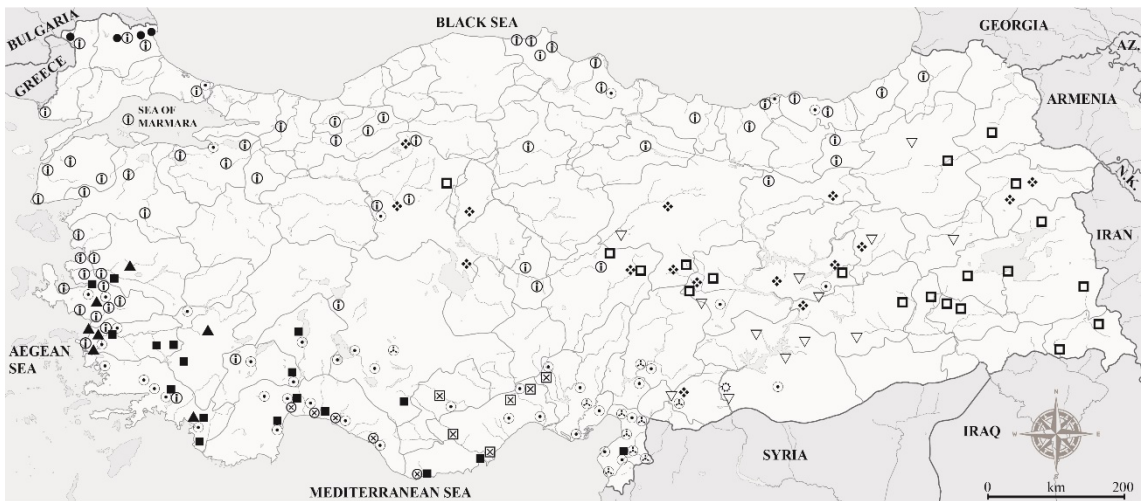 BULGARIA
BLACK SEA
GEORGIA
AZ.
GREECE
SEA OF
MARMARA
ARMENIA
N.K.
IRAN
AEGEAN
SEA
SYRIA
IRAQ
N
W
E
S
MEDITERRANEAN SEA
0
km
200